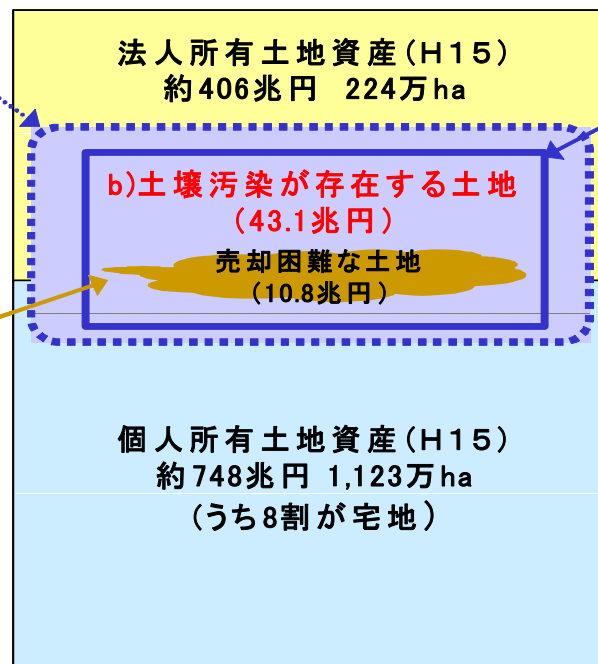 法人所有土地資産(H15)
約406兆円 224万ha
b)土壌汚染が存在する土地
(43.1兆円)
売却困難な土地
(10.8兆円)
個人所有土地資産(H15)
約748兆円 1,123万ha
(うち8割が宅地)